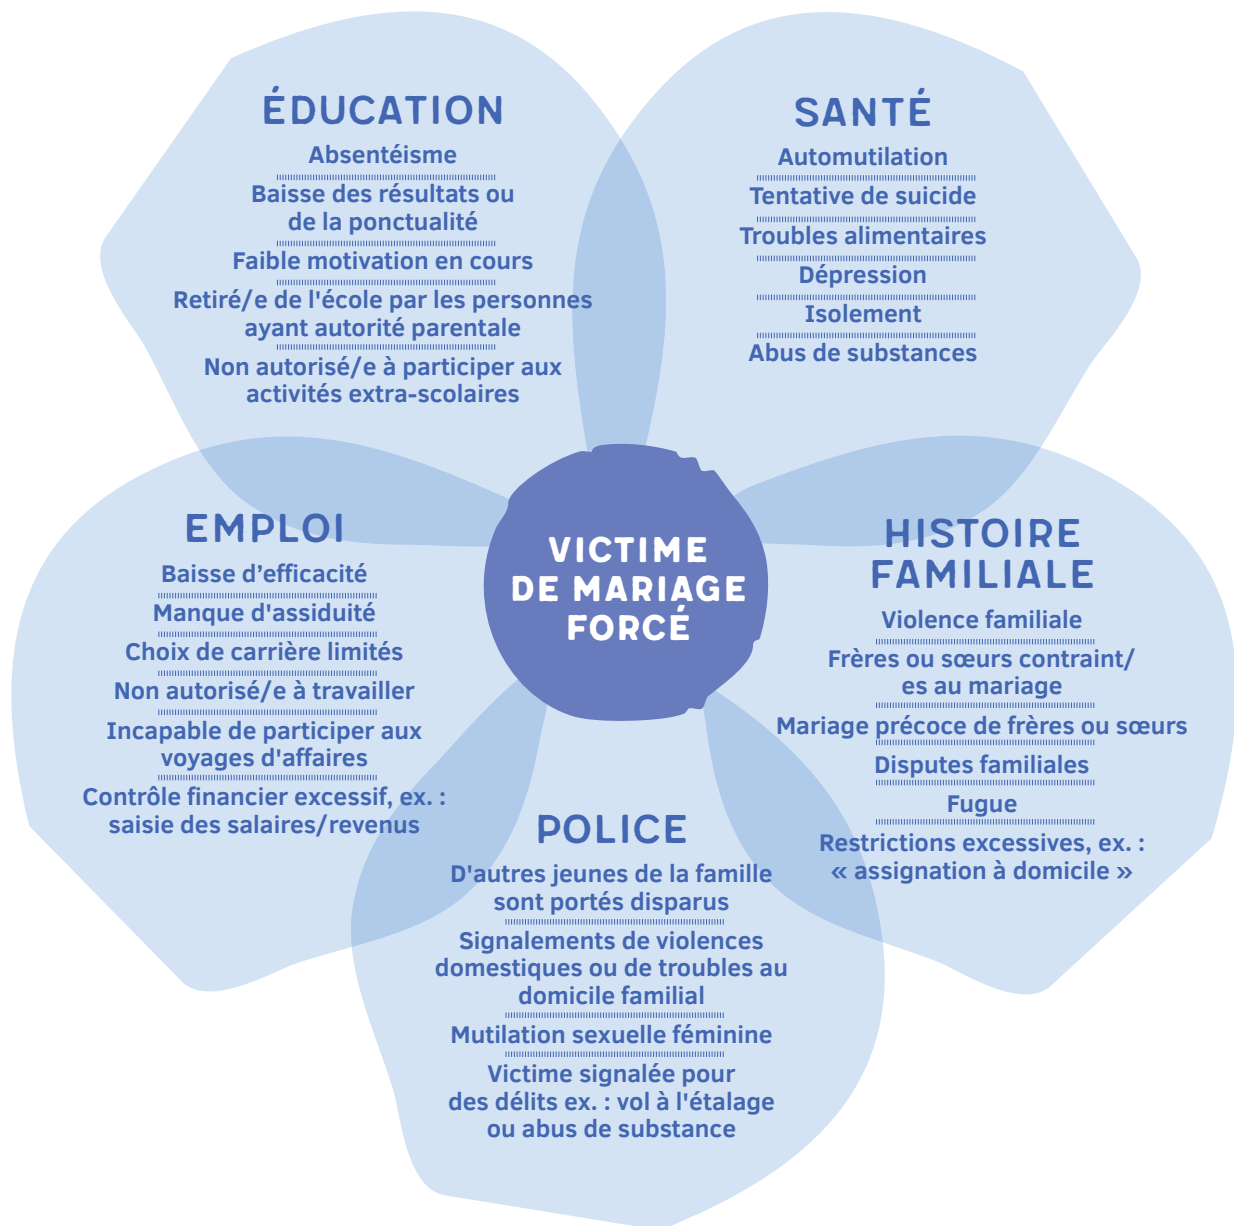 ÉDUCATION
Absentéisme
Baisse des résultats ou
de la ponctualité
Faible motivation en cours
Retiré/e de l'école par les personnes
ayant autorité parentale
Non autorisé/e à participer aux
activités extra-scolaires
SANTÉ
Automutilation
Tentative de suicide
Troubles alimentaires
Dépression
Isolement
Abus de substances
VICTIME
DE MARIAGE
FORCÉ
EMPLOI
Baisse d’efficacité
Manque d'assiduité
Choix de carrière limités
Non autorisé/e à travailler
Incapable de participer aux
voyages d'affaires
Contrôle financier excessif, ex. :
saisie des salaires/revenus
HISTOIRE
FAMILIALE
Violence familiale
Frères ou sœurs contraint/
es au mariage
Mariage précoce de frères ou sœurs
Disputes familiales
Fugue
Restrictions excessives, ex. :
« assignation à domicile »
POLICE
D'autres jeunes de la famille
sont portés disparus
Signalements de violences
domestiques ou de troubles au
domicile familial
Mutilation sexuelle féminine
Victime signalée pour
des délits ex. : vol à l'étalage
ou abus de substance